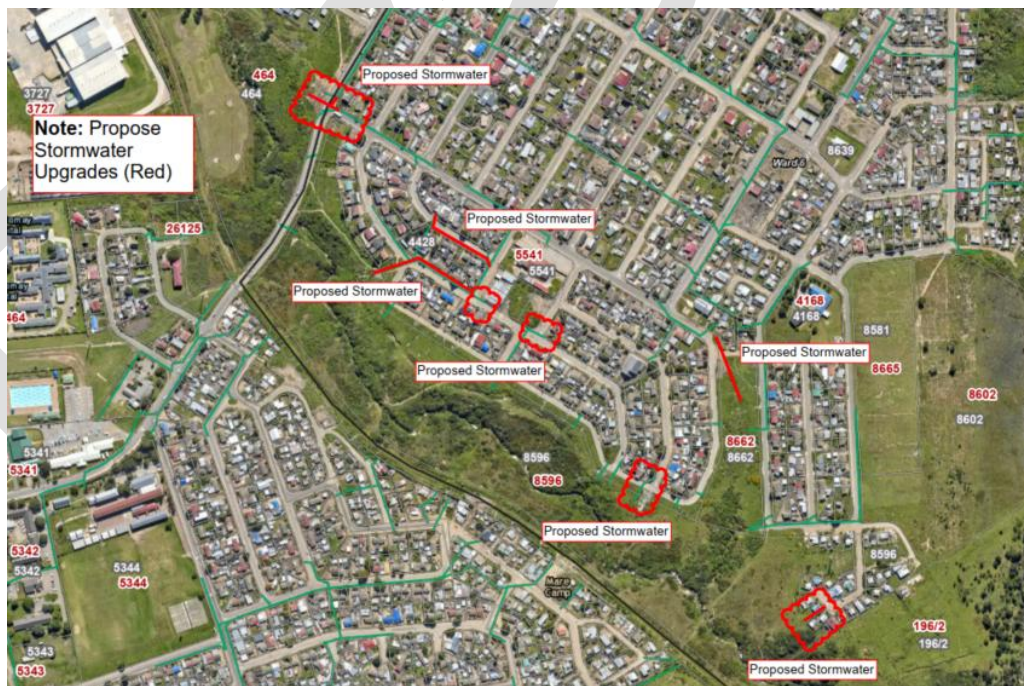 464
464
Proposed Stormwater
3727
3727
Note: Propose
Stormwater
Upgrades (Red)
8639
Ward 6
26125
Proposed Stormwater
4428
5541
5541
Proposed Stormwater
464
4168
4168
8581
Proposed Stormwater
Proposed Stormwater
8665
8602
8602
8662
8662
5341
5341
8596
8596
Proposed Stormwater
5342
5342
5344
5344
8596
Mare
Camp
196/2
196/2
5343
5343
Proposed Stormwater